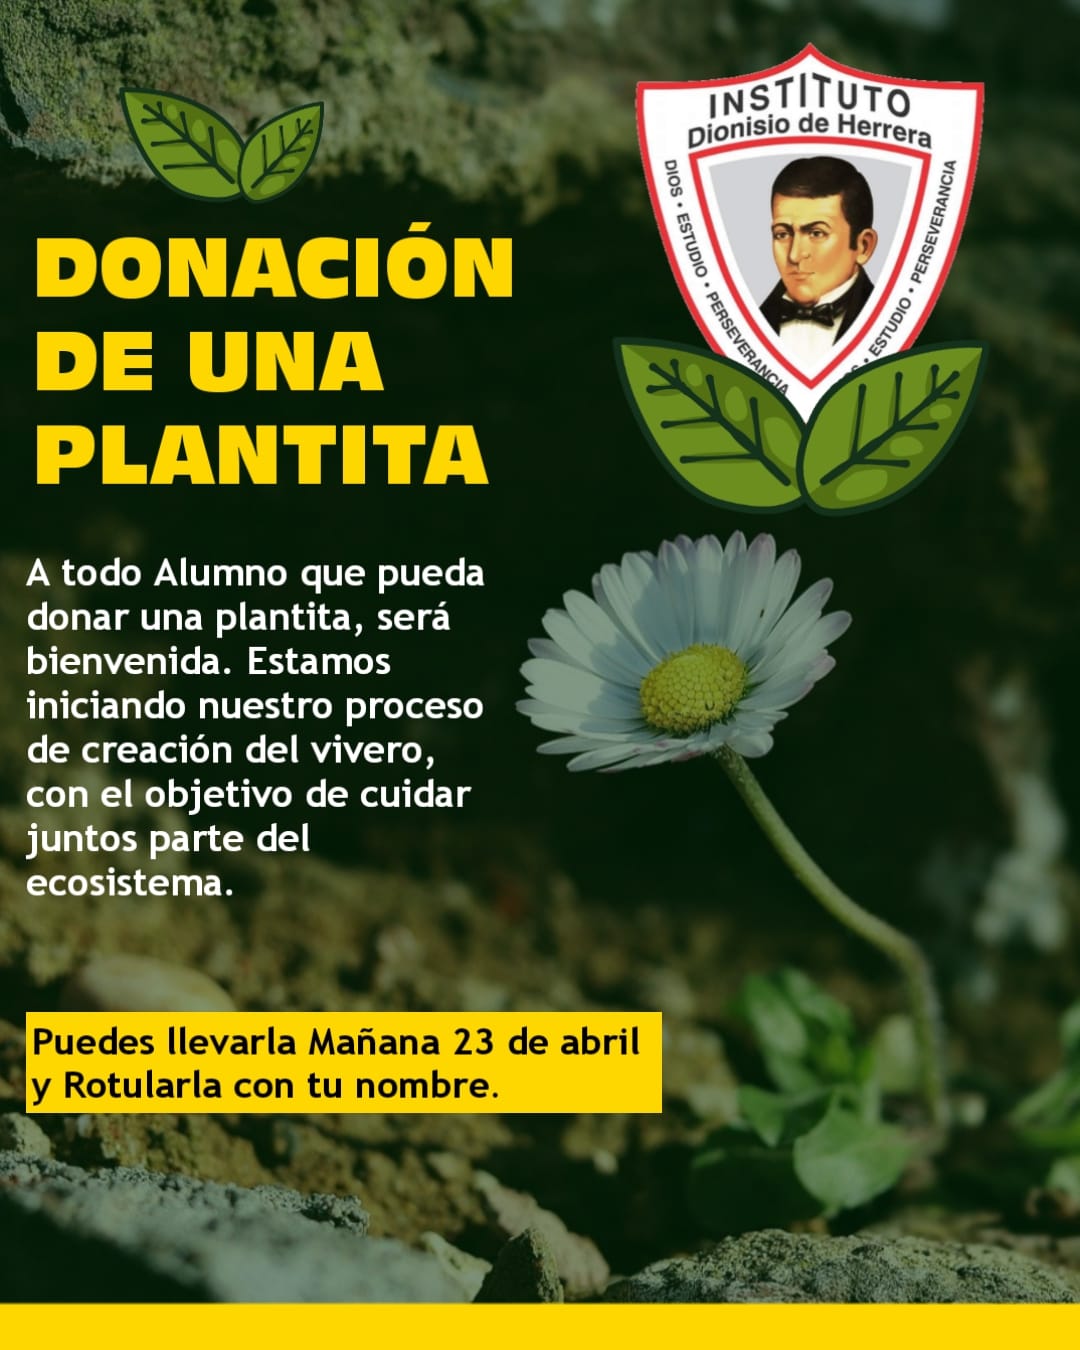 INSTITUTO
Dionisio de Herrera
DIOS • ESTUDIO • PERSEVERANCIA
• ESTUDIO • PERSEVERANCIA
DONACIÓN
DE UNA
PLANTITA
A todo Alumno que pueda
donar una plantita, será
bienvenida. Estamos
iniciando nuestro proceso
de creación del vivero,
con el objetivo de cuidar
juntos parte del
ecosistema.
Puedes llevarla Mañana 23 de abril
y Rotularla con tu nombre.